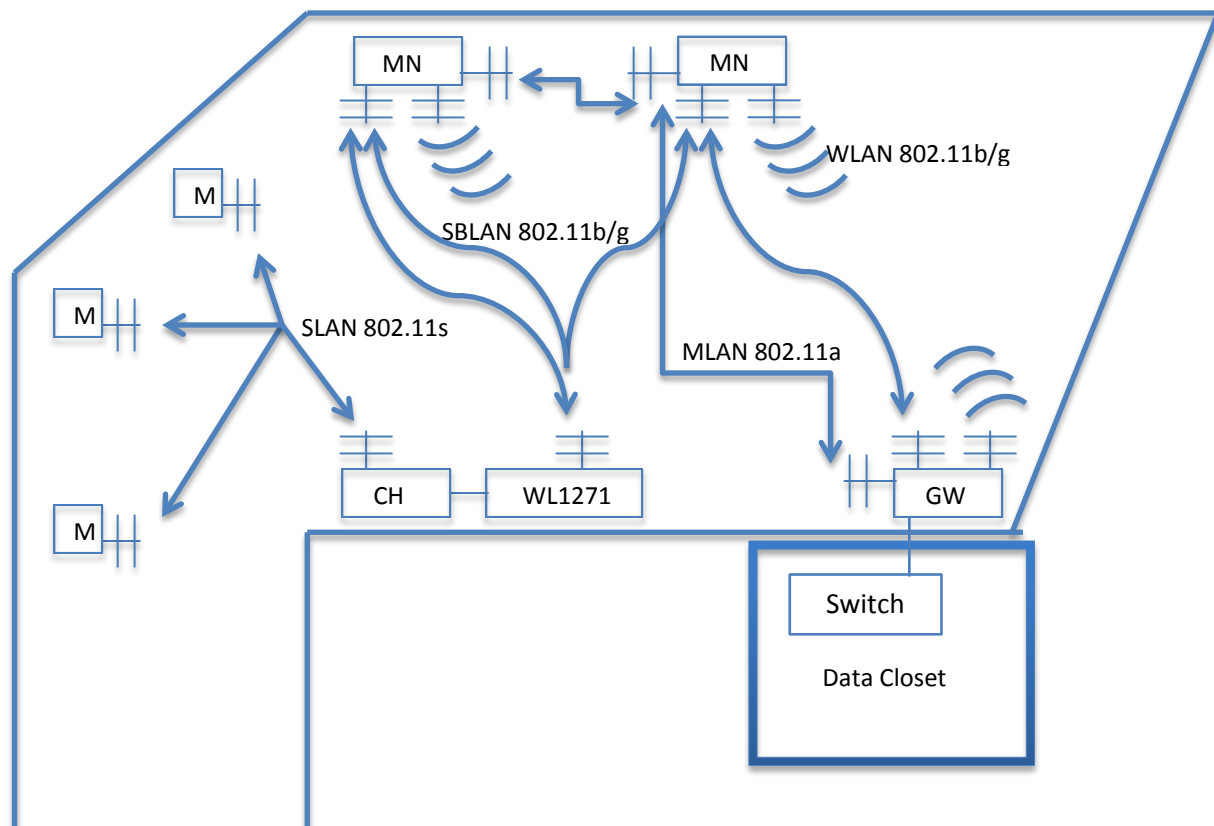 MN
MN
WLAN 802.11b/g
M
SBLAN 802.11b/g
M
SLAN 802.11s
MLAN 802.11a
CH
WL1271
GW
M
Switch
Data Closet